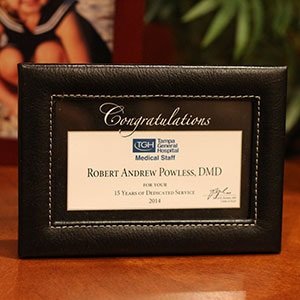 Congratulations
TGH Tampa
General
Hospital
Medical Staff
ROBERT ANDREW POWLESS, DMD
FOR YOUR
15 YEARS OF DEDICATED SERVICE
2014